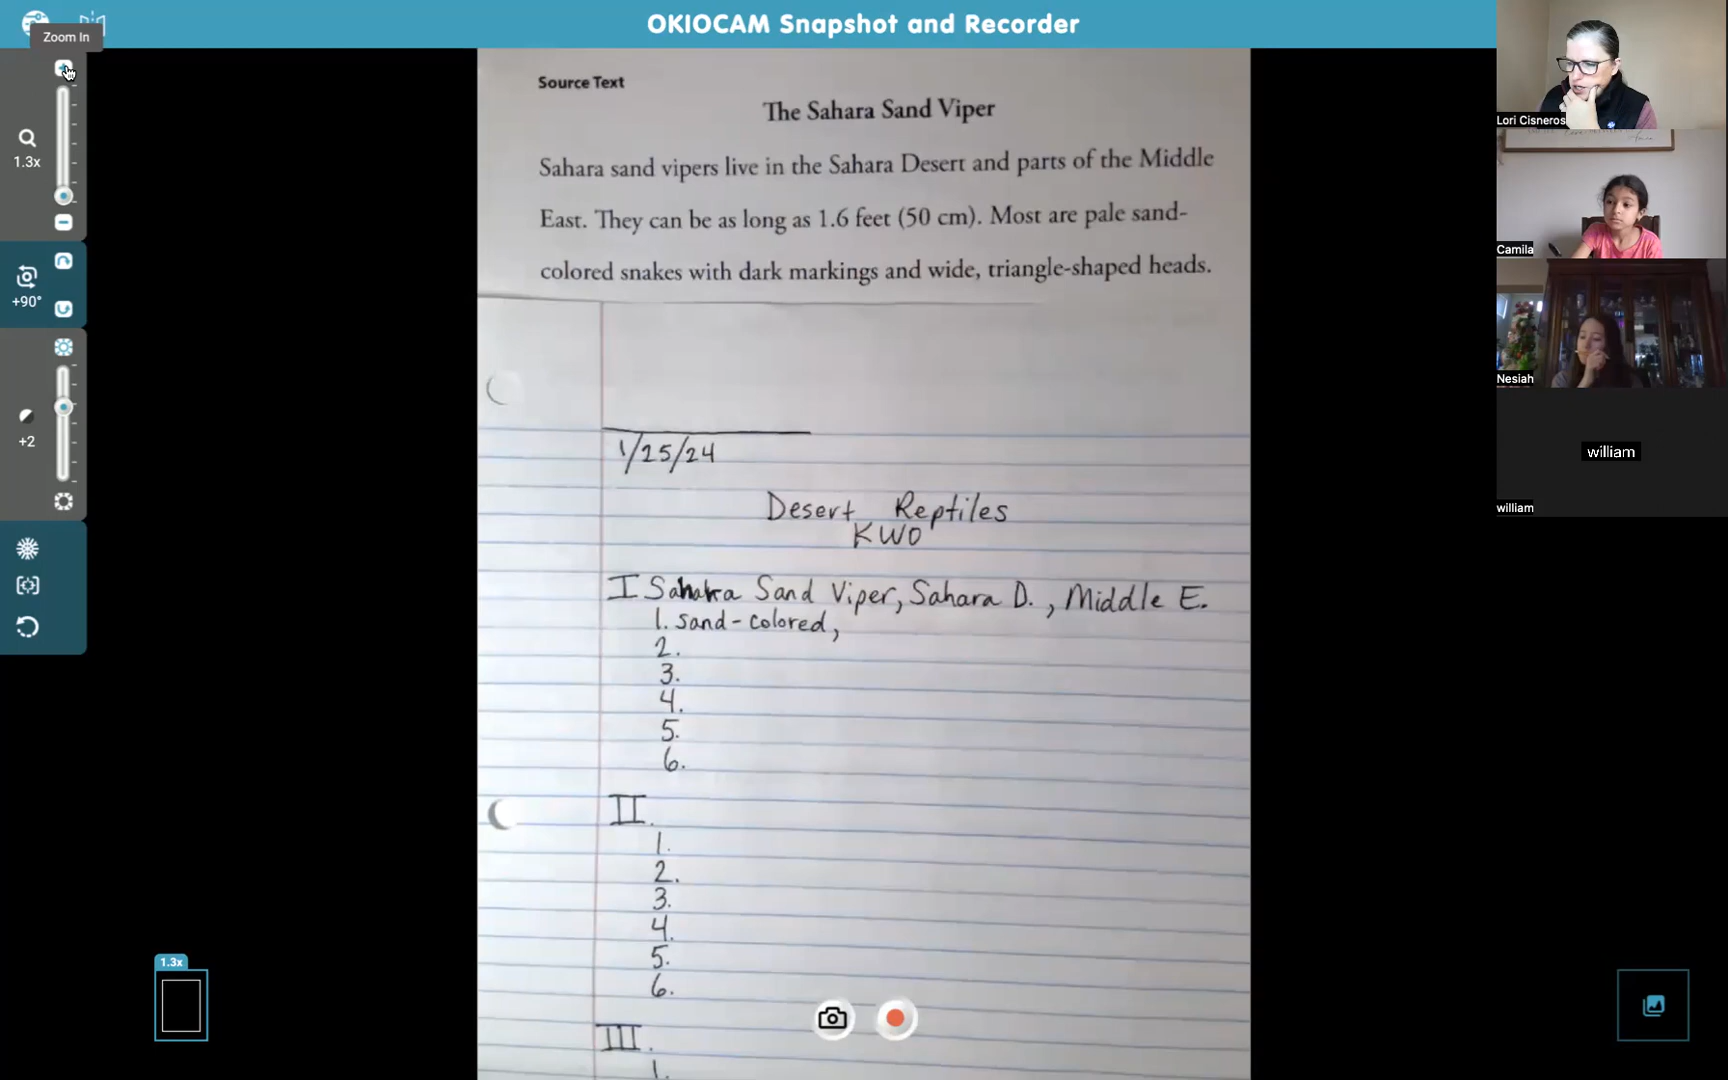 OKIOCAM Snapshot and Recorder
Zoom In
1.3x
+90°
+2
Source Text
The Sahara Sand Viper
Sahara sand vipers live in the Sahara Desert and parts of the Middle
East. They can be as long as 1.6 feet (50 cm). Most are pale sand-
colored snakes with dark markings and wide, triangle-shaped heads.
1/25/24
Desert Reptiles
KWO
I Sahara Sand Viper, Sahara D., Middle E.
1. sand-colored,
2.
3.
4.
5.
6.
II.
1.
2.
3.
4.
5.
6.
III.
1.
1.3x
Lori Cisneros
Camila
Nesiah
william
william